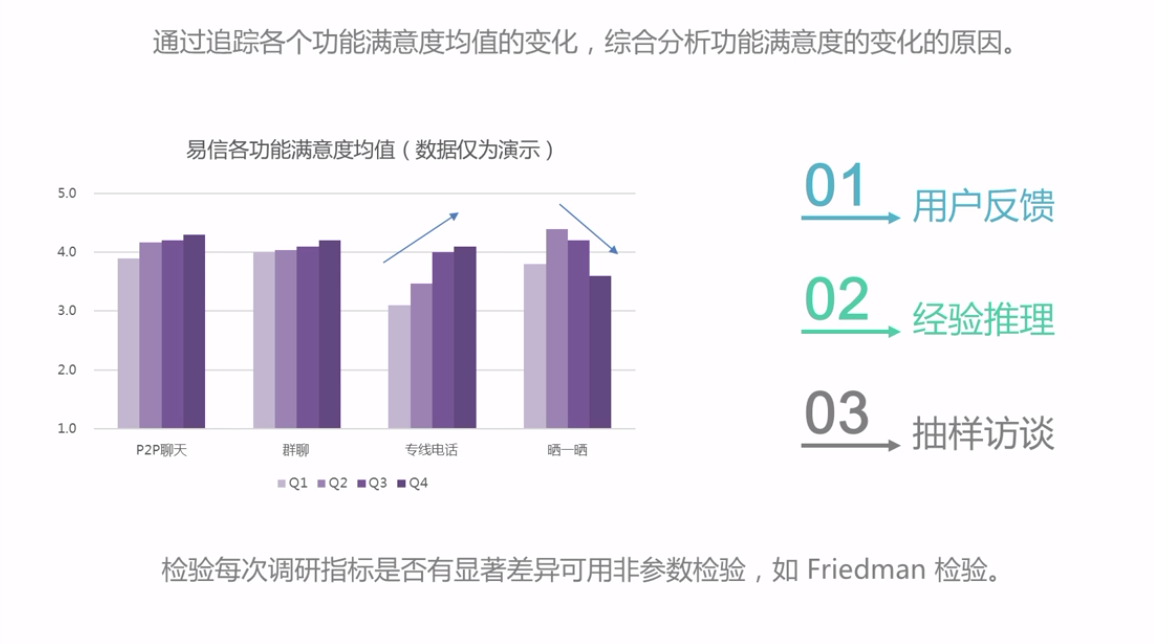 通过追踪各个功能满意度均值的变化，综合分析功能满意度的变化的原因。
易信各功能满意度均值（数据仅为演示）
5.0
4.0
3.0
2.0
1.0
P2P聊天 群聊 专线电话 晒一晒
Q1 Q2 Q3 Q4
01 用户反馈
02 经验推理
03 抽样访谈
检验每次调研指标是否有显著差异可用非参数检验，如 Friedman 检验。